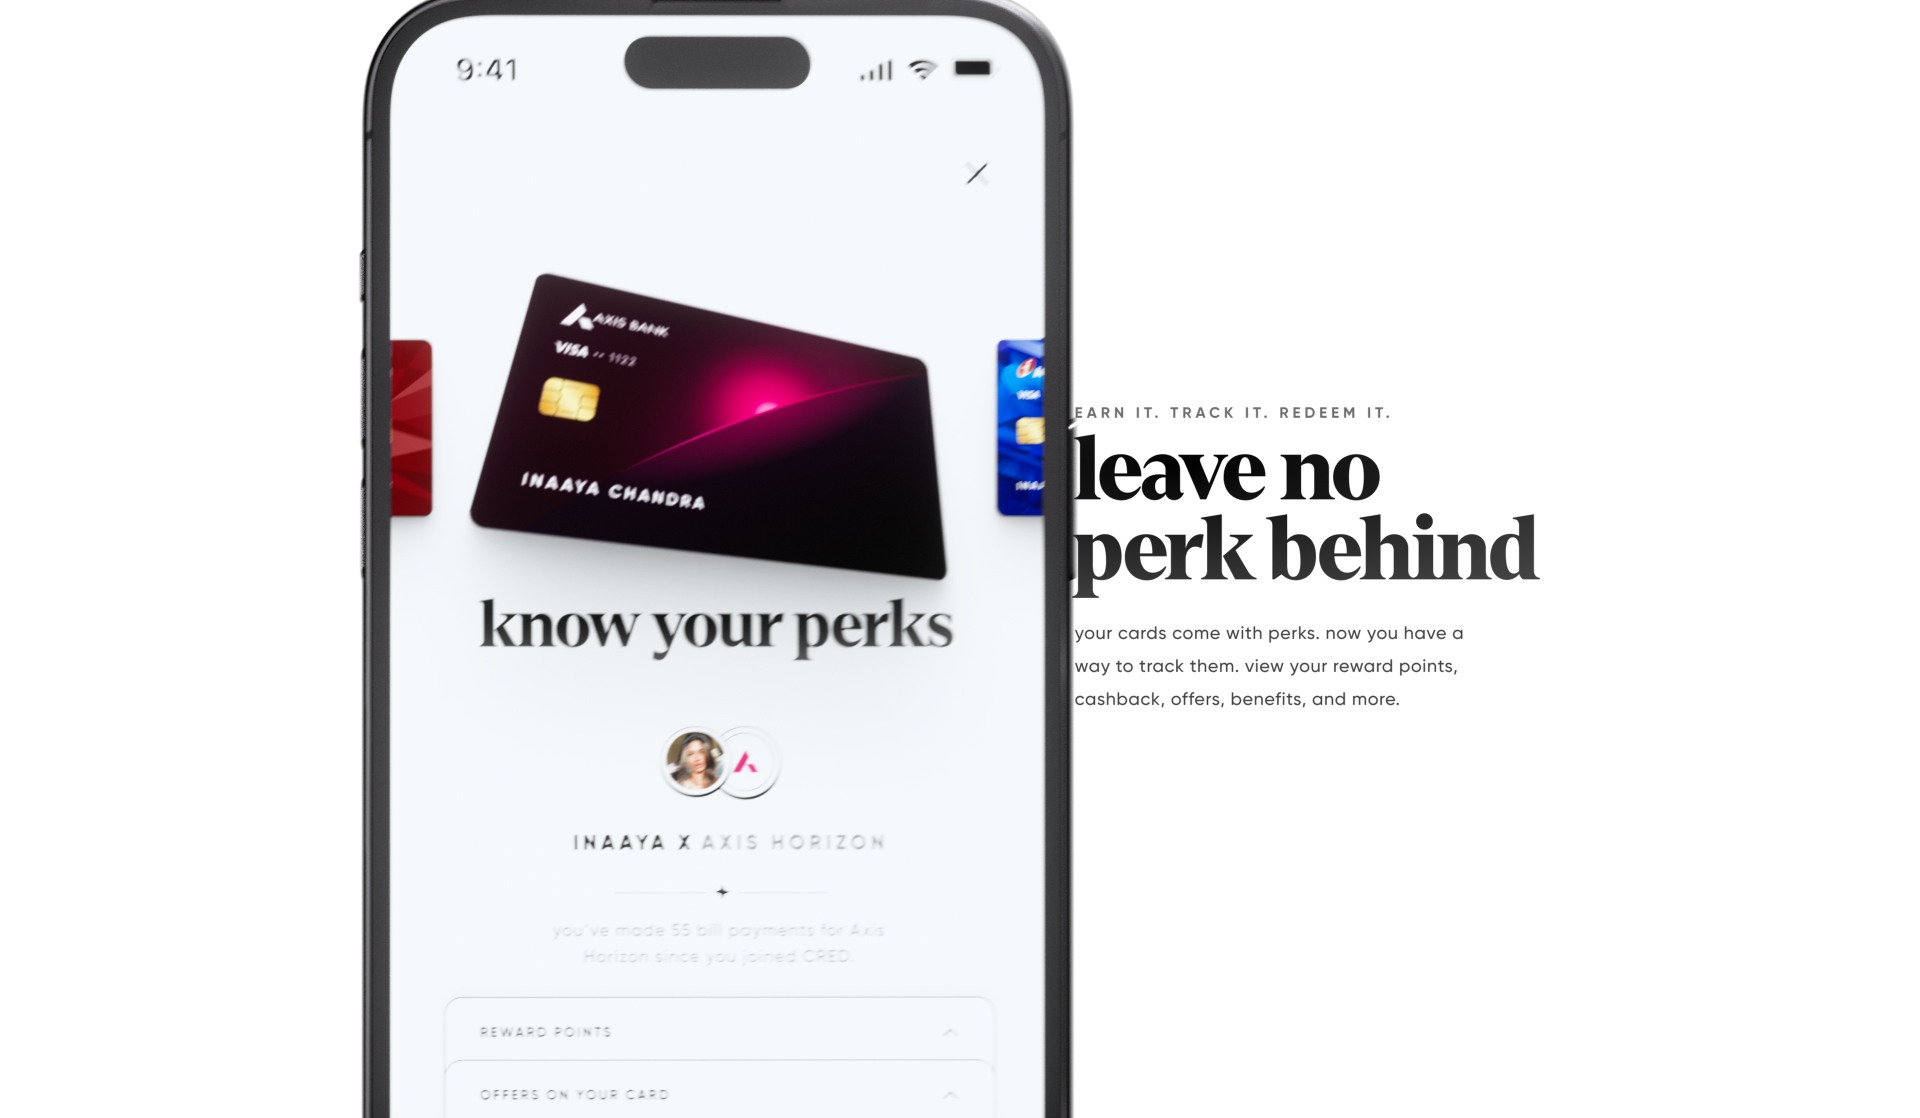 9:41
AXIS BANK
VISA ·· 1122
VISA
INAAYA CHANDRA
know your perks
INAAYA X AXIS HORIZON
you've made 55 bill payments for Axis
Horizon since you joined CRED.
REWARD POINTS
OFFERS ON YOUR CARD
EARN IT. TRACK IT. REDEEM IT.
leave no
perk behind
your cards come with perks. now you have a
way to track them. view your reward points,
cashback, offers, benefits, and more.